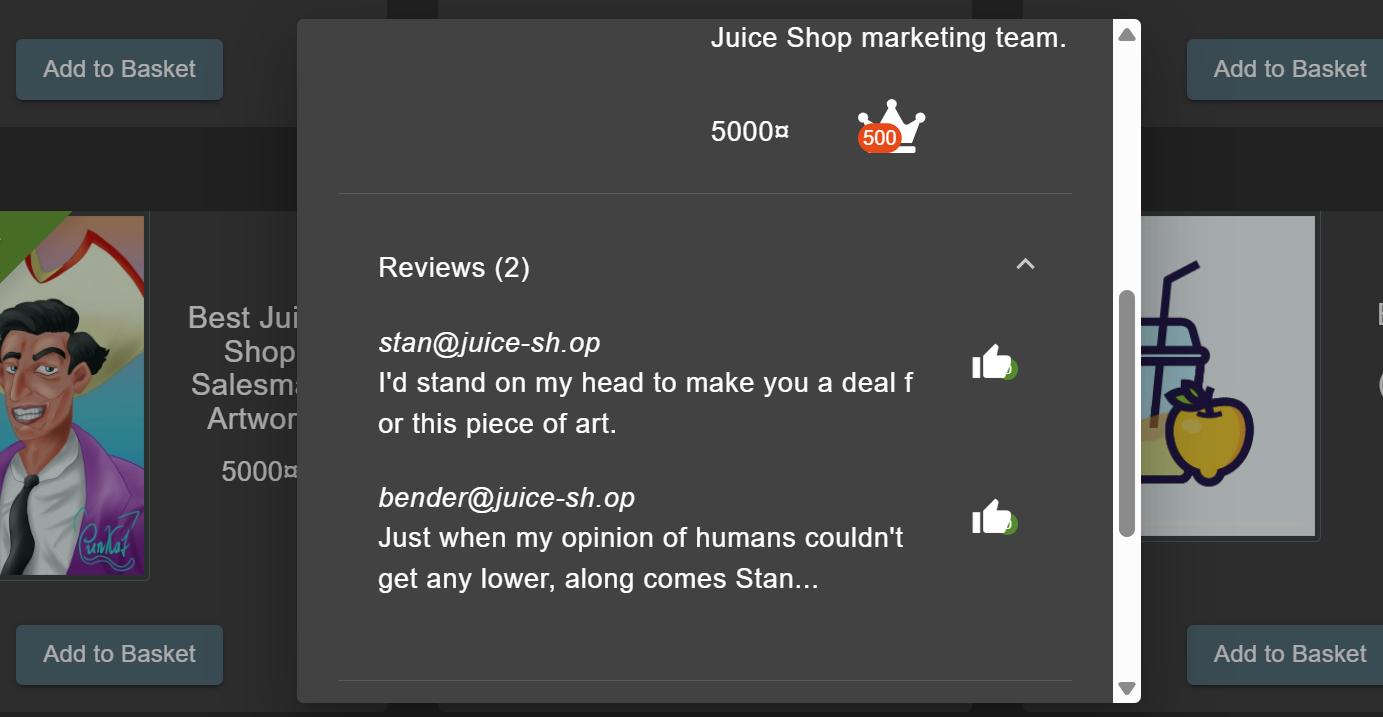 Juice Shop marketing team.
Add to Basket
Add to Basket
5000¤
500
Reviews (2)
stan@juice-sh.op
I'd stand on my head to make you a deal f
or this piece of art.
bender@juice-sh.op
Just when my opinion of humans couldn't
get any lower, along comes Stan...
Best Jui
Shop
Salesma
Artwor
5000¤
Add to Basket
Add to Basket